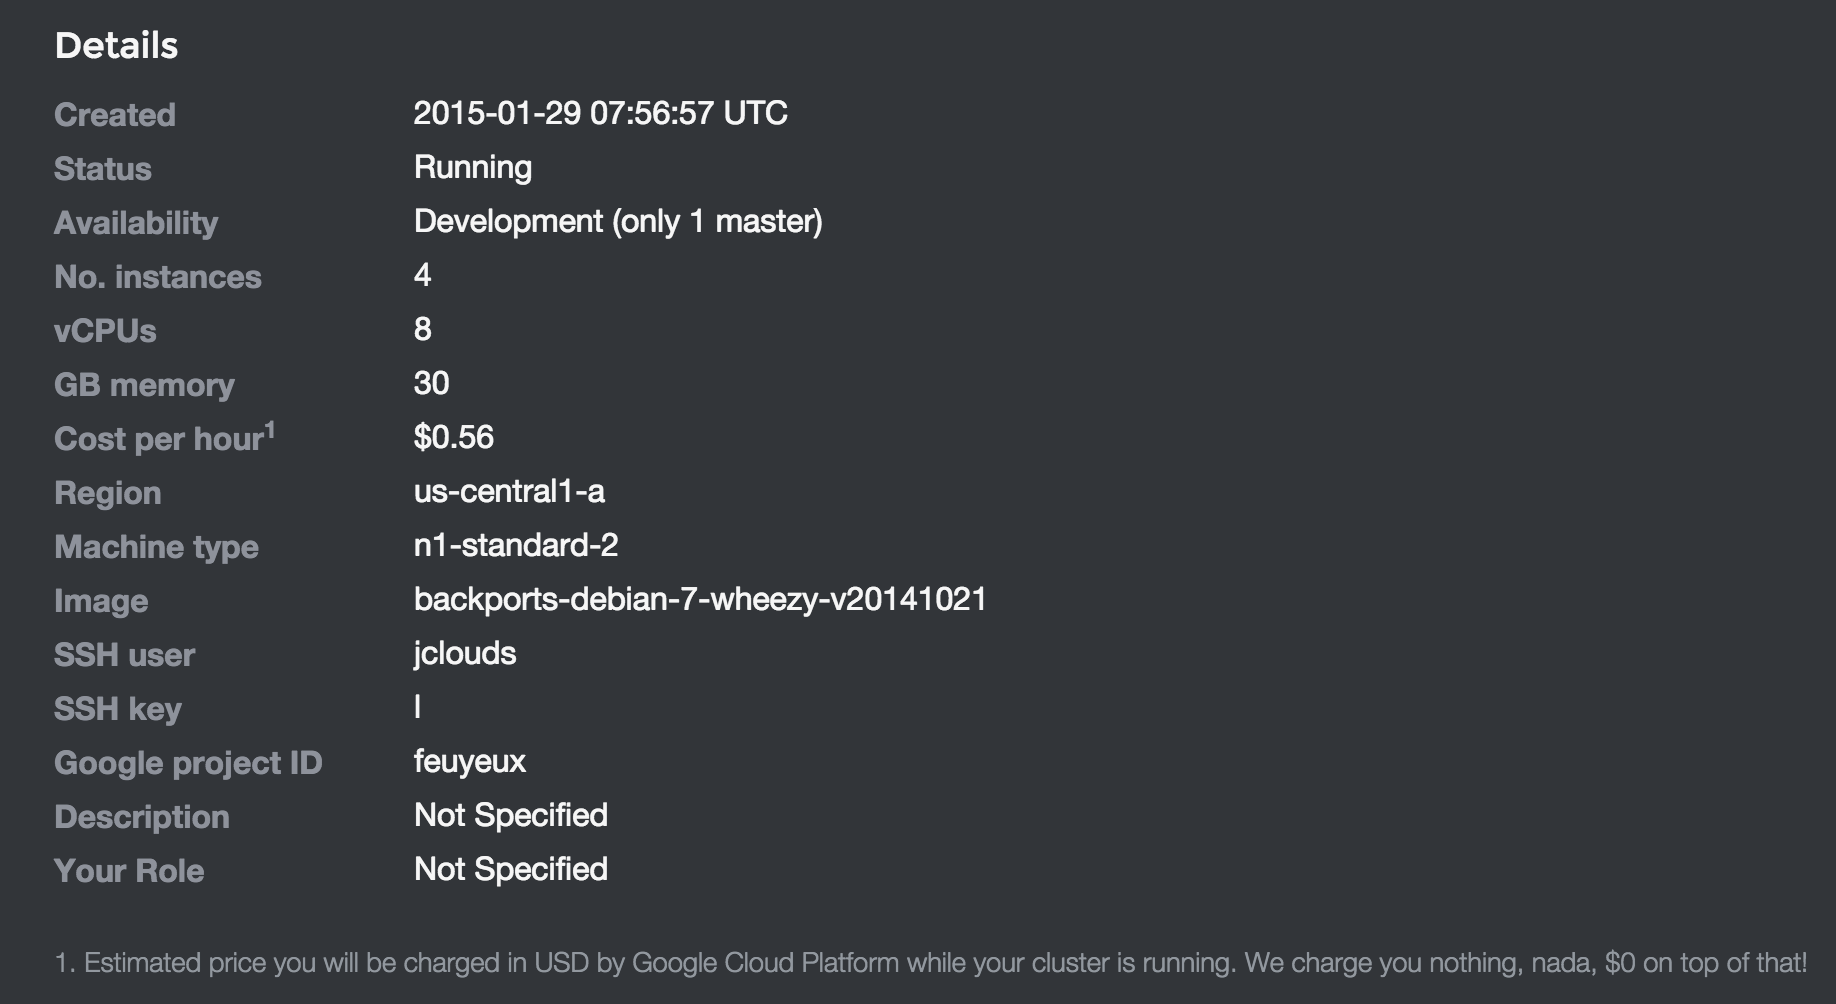 Details
Created 2015-01-29 07:56:57 UTC
Status Running
Availability Development (only 1 master)
No. instances 4
vCPUs 8
GB memory 30
Cost per hour1 $0.56
Region us-central1-a
Machine type n1-standard-2
Image backports-debian-7-wheezy-v20141021
SSH user jclouds
SSH key l
Google project ID feuyeux
Description Not Specified
Your Role Not Specified
1. Estimated price you will be charged in USD by Google Cloud Platform while your cluster is running. We charge you nothing, nada, $0 on top of that!